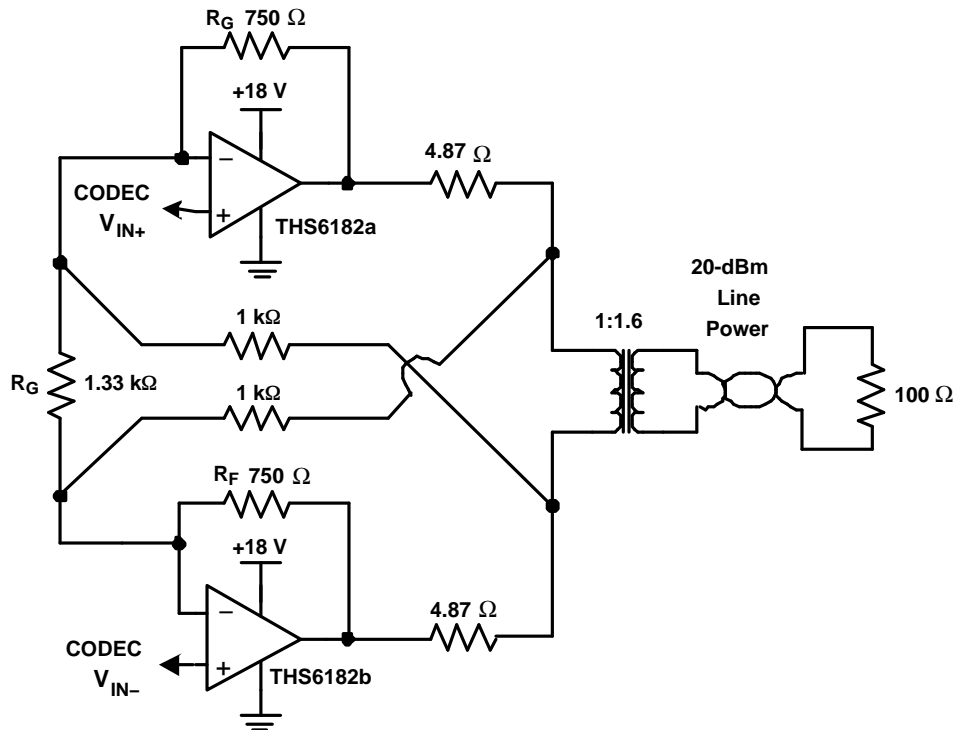 R_G 750 Ω
+18 V
−
+
CODEC
V_IN+
THS6182a
4.87 Ω
20-dBm
Line
Power
1:1.6
1 kΩ
R_G
1.33 kΩ
1 kΩ
100 Ω
R_F 750 Ω
+18 V
−
+
CODEC
V_IN−
THS6182b
4.87 Ω